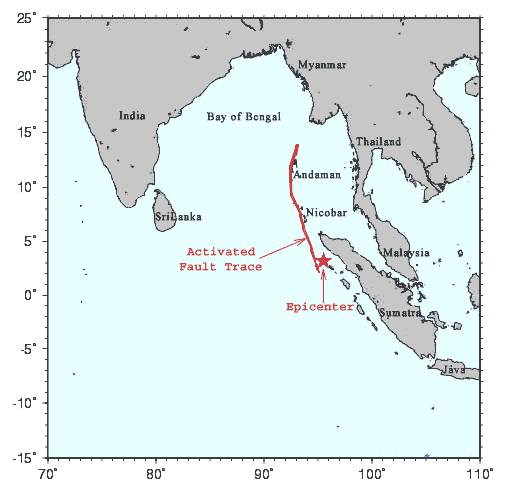 25°
20°
Myanmar
India
Bay of Bengal
15°
Thailand
10°
Andaman
Nicobar
SriLanka
5°
Activated
Fault Trace
Malaysia
0°
Epicenter
Sumatra
-5°
Java
-10°
-15°
70°
80°
90°
100°
110°